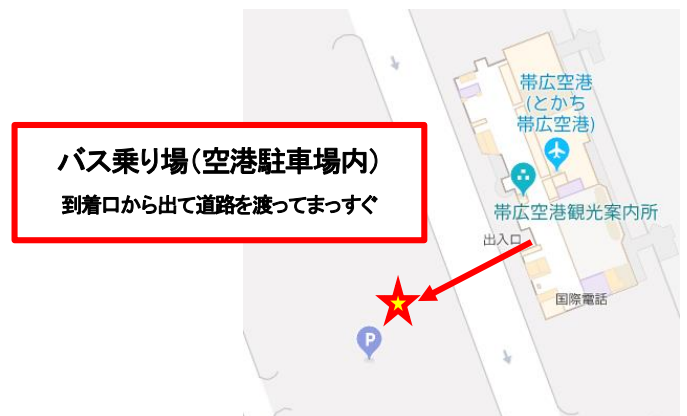 バス乗り場(空港駐車場内)
到着口から出て道路を渡ってまっすぐ
帯広空港
(とかち
帯広空港)
帯広空港観光案内所
出入口
国際電話
P